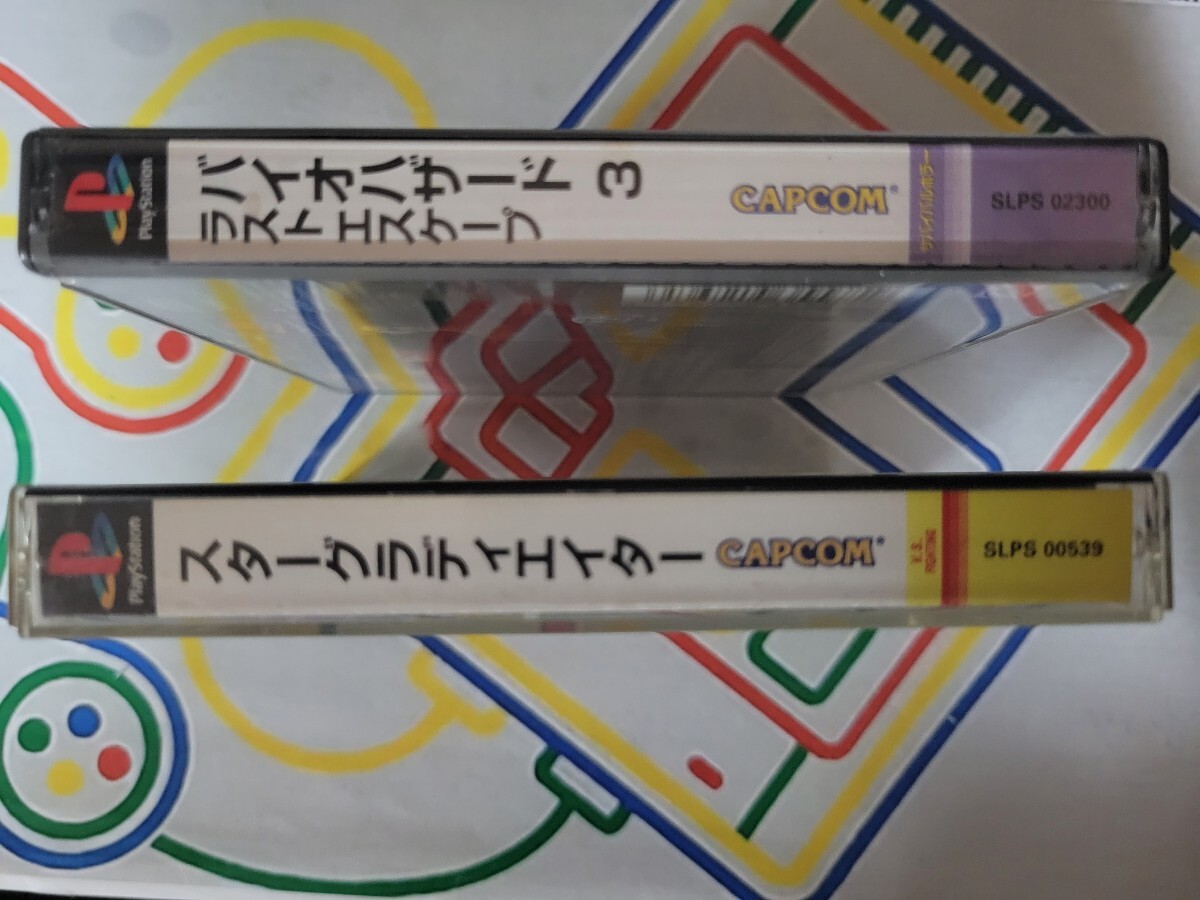 PlayStation
バイオハザード 3
ラストエスケープ
CAPCOM
サバイバルホラー
SLPS 02300
PlayStation
スターグラディエイター
CAPCOM
V.S.
FIGHTING
SLPS 00539